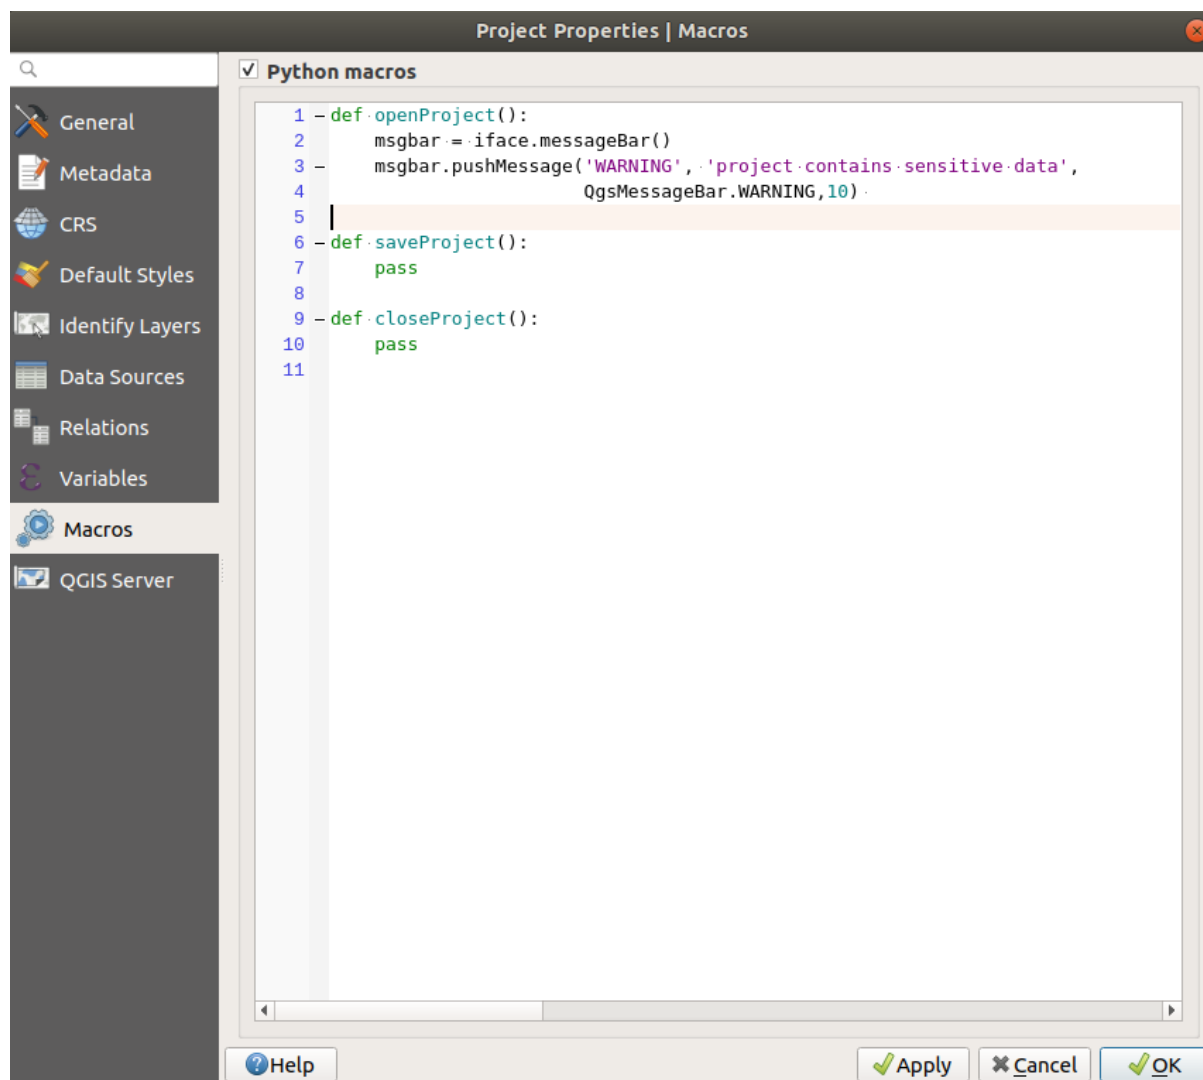 Project Properties | Macros
General
Metadata
CRS
Default Styles
Identify Layers
Data Sources
Relations
Variables
Macros
QGIS Server
Python macros
1 def openProject():
2     msgbar = iface.messageBar()
3     msgbar.pushMessage('WARNING', 'project contains sensitive data',
4                        QgsMessageBar.WARNING,10)
5
6 def saveProject():
7     pass
8
9 def closeProject():
10     pass
11
Help
Apply
Cancel
OK